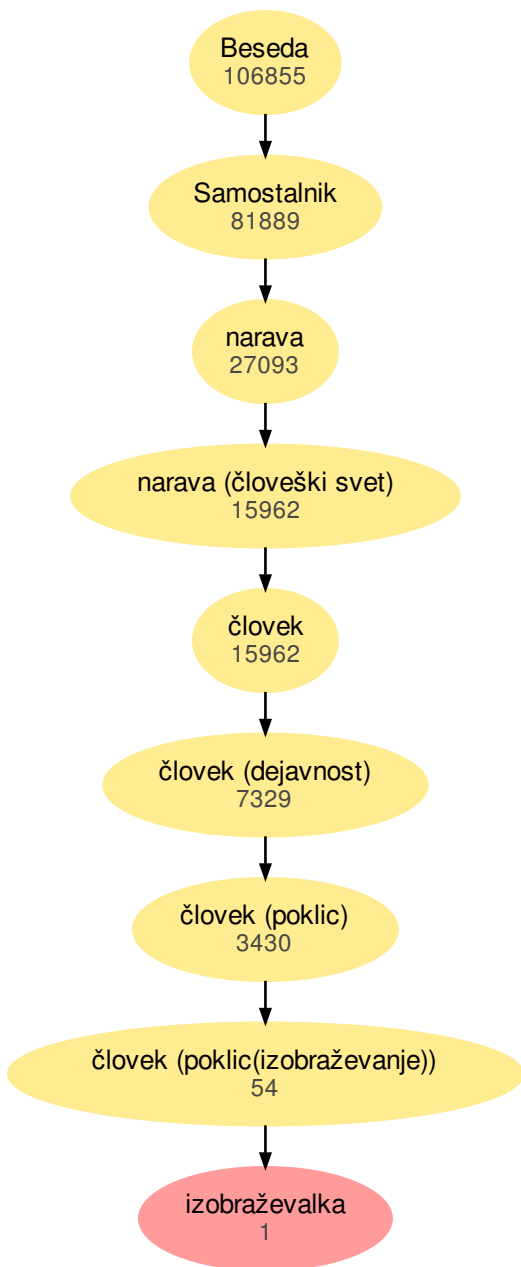 Beseda
106855
Samostalnik
81889
narava
27093
narava (človeški svet)
15962
človek
15962
človek (dejavnost)
7329
človek (poklic)
3430
človek (poklic(izobraževanje))
54
izobraževalka
1